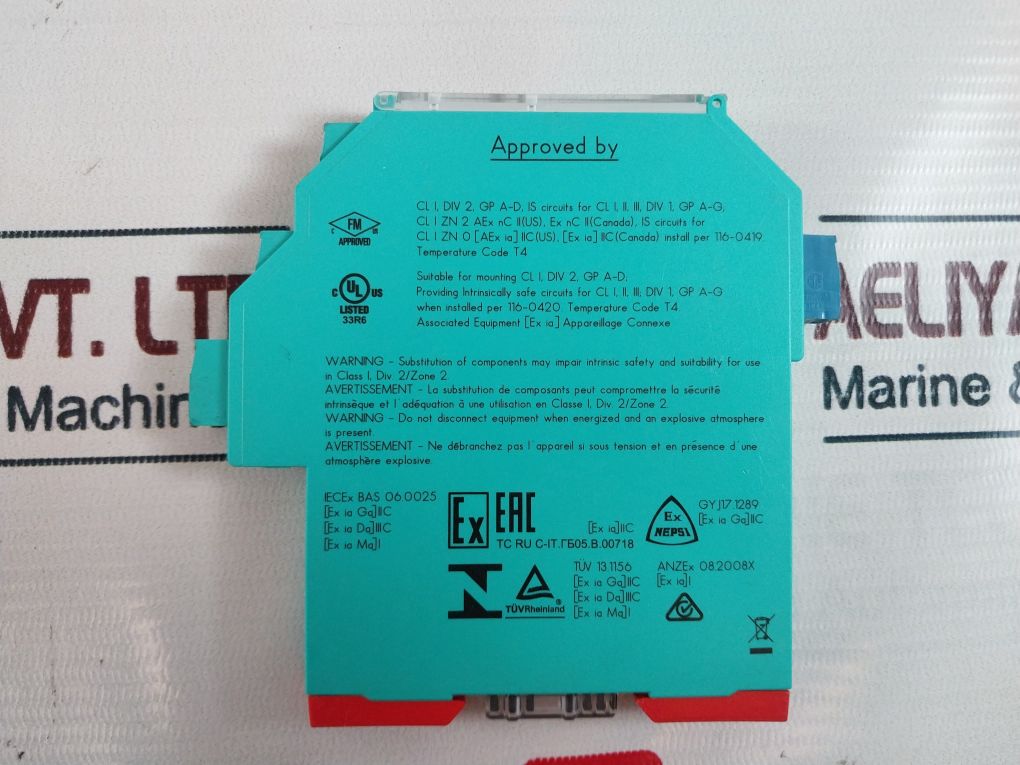 Approved by
FM
C US
APPROVED
CL I, DIV 2, GP A-D, IS circuits for CL I, II, III, DIV 1, GP A-G;
CL I ZN 2 AEx nC II(US), Ex nC II(Canada), IS circuits for
CL I ZN 0 [AEx ia] IIC(US), [Ex ia] IIC(Canada) install per 116-0419.
Temperature Code T4
C UL US
LISTED
33R6
Suitable for mounting CL I, DIV 2, GP A-D;
Providing Intrinsically safe circuits for CL I, II, III; DIV 1, GP A-G
when installed per 116-0420. Temperature Code T4.
Associated Equipment [Ex ia] Appareillage Connexe
WARNING - Substitution of components may impair intrinsic safety and suitability for use
in Class I, Div. 2/Zone 2.
AVERTISSEMENT - La substitution de composants peut compromettre la sécurité
intrinsèque et l´adéquation à une utilisation en Classe I, Div. 2/Zone 2.
WARNING - Do not disconnect equipment when energized and an explosive atmosphere
is present.
AVERTISSEMENT - Ne débranchez pas l´appareil si sous tension et en présence d´une
atmosphère explosive.
IECEx BAS 06.0025
[Ex ia Ga]IIC
[Ex ia Da]IIIC
[Ex ia Ma]I
Ex EAC
[Ex ia]IIC
TC RU C-IT.ГБ05.В.00718
Ex
NEPSI
GYJ17.1289
[Ex ia Ga]IIC
N
TÜVRheinland ®
TÜV 13.1156
[Ex ia Ga]IIC
[Ex ia Da]IIIC
[Ex ia Ma]I
ANZEx 08.2008X
[Ex ia]I
VT. LT
Machin
AELIYA
Marine &